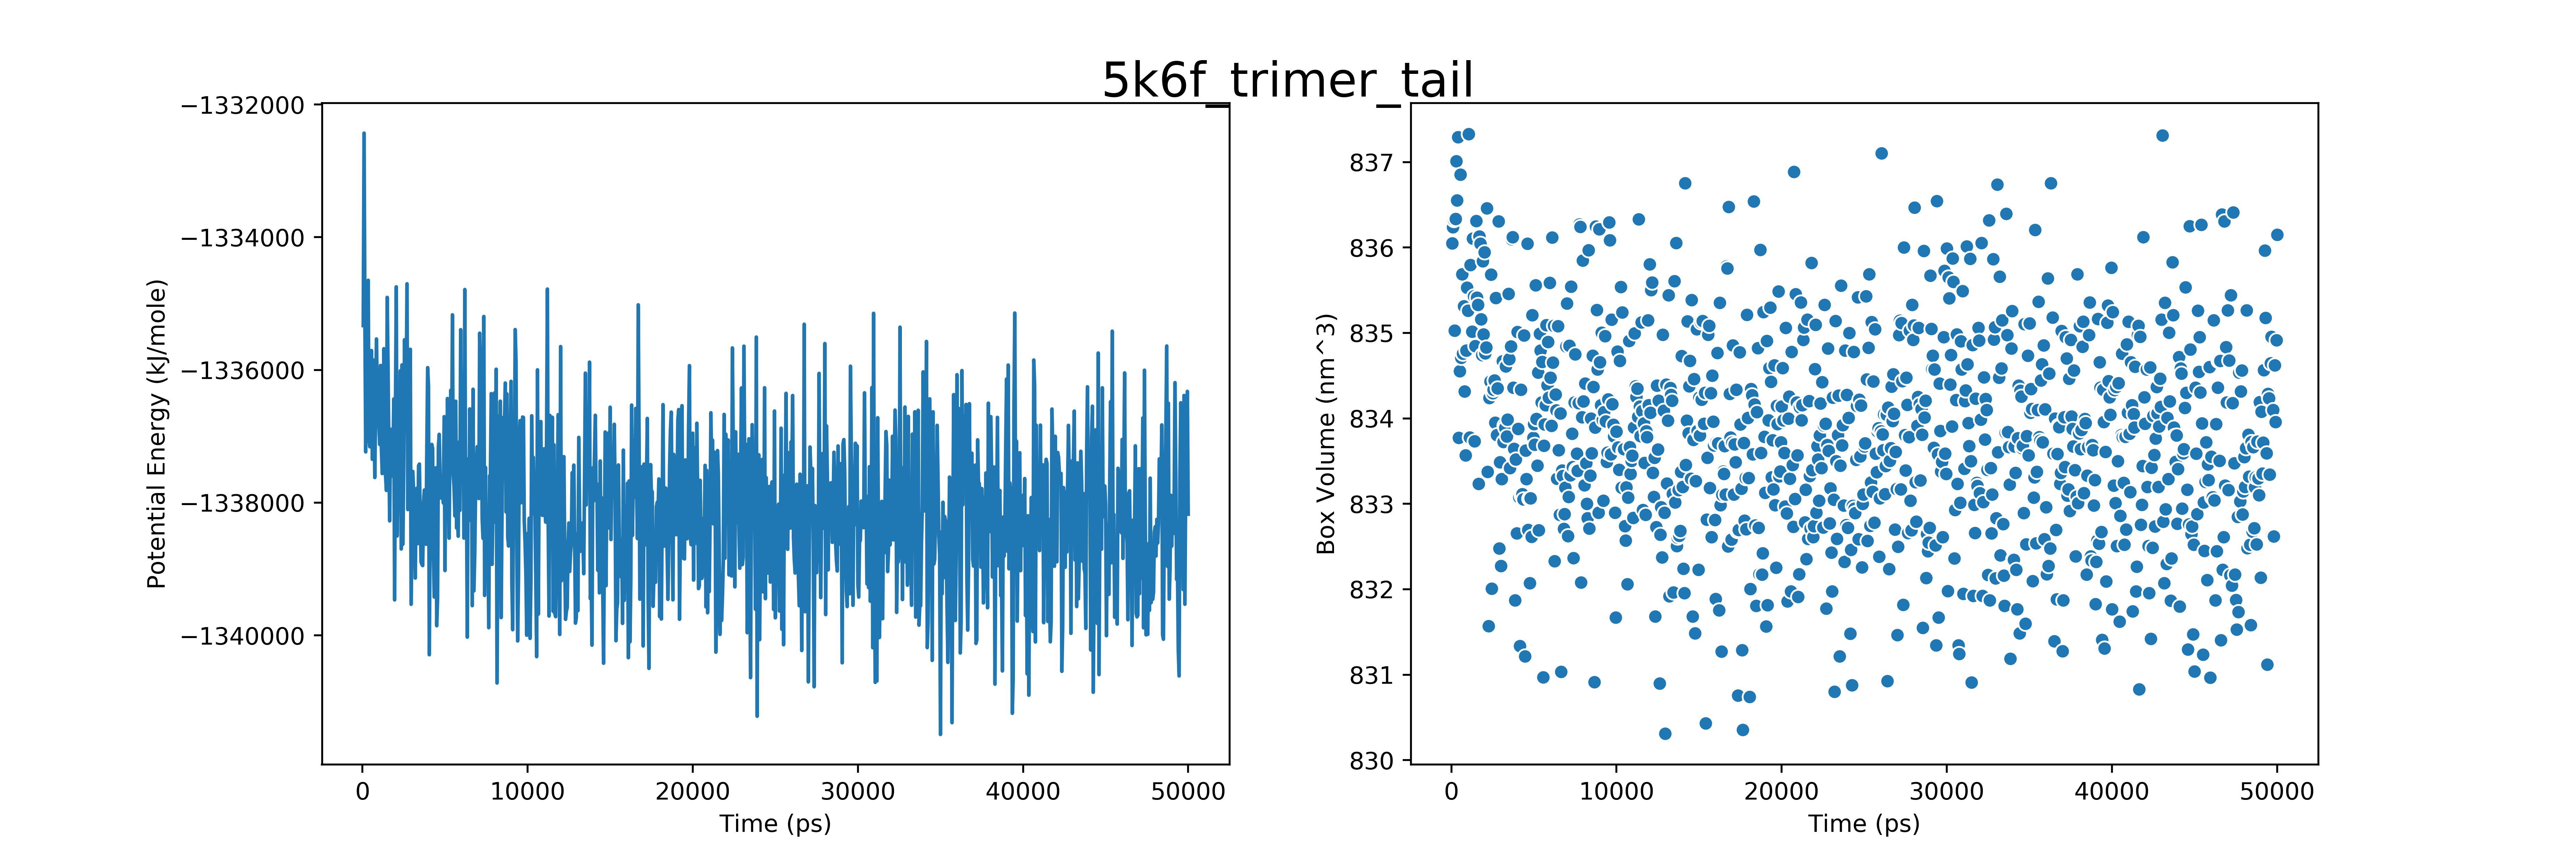 5k6f_trimer_tail
Potential Energy (kJ/mole)
−1332000
−1334000
−1336000
−1338000
−1340000
0 10000 20000 30000 40000 50000
Time (ps)
Box Volume (nm^3)
837
836
835
834
833
832
831
830
0 10000 20000 30000 40000 50000
Time (ps)